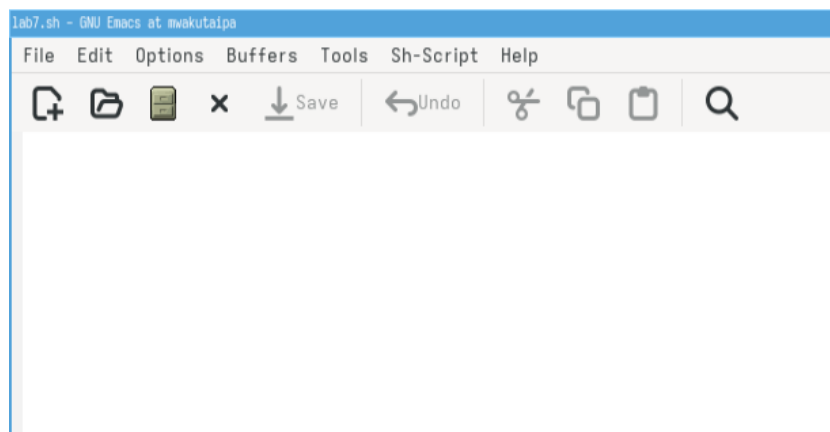 lab7.sh - GNU Emacs at mwakutaipa
File Edit Options Buffers Tools Sh-Script Help
Save Undo